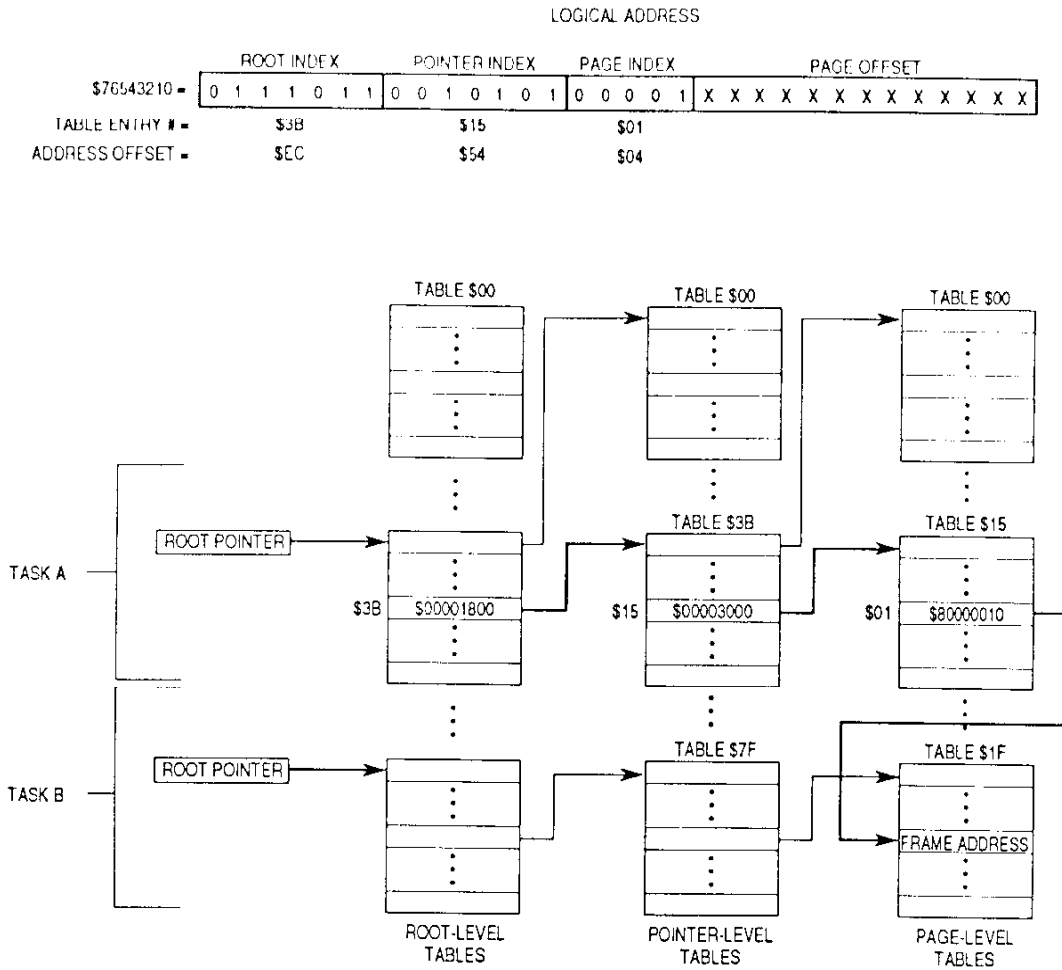 LOGICAL ADDRESS
ROOT INDEX POINTER INDEX PAGE INDEX PAGE OFFSET
$76543210 = 0 1 1 1 0 1 1 0 0 1 0 1 0 1 0 0 0 0 1 X X X X X X X X X X X X X
TABLE ENTRY # = $3B $15 $01
ADDRESS OFFSET = $EC $54 $04
TABLE $00 TABLE $00 TABLE $00
TABLE $3B TABLE $15
ROOT POINTER
TASK A
$3B $00001800 $15 $00003000 $01 $80000010
TABLE $7F TABLE $1F
ROOT POINTER
TASK B
FRAME ADDRESS
ROOT-LEVEL
TABLES
POINTER-LEVEL
TABLES
PAGE-LEVEL
TABLES